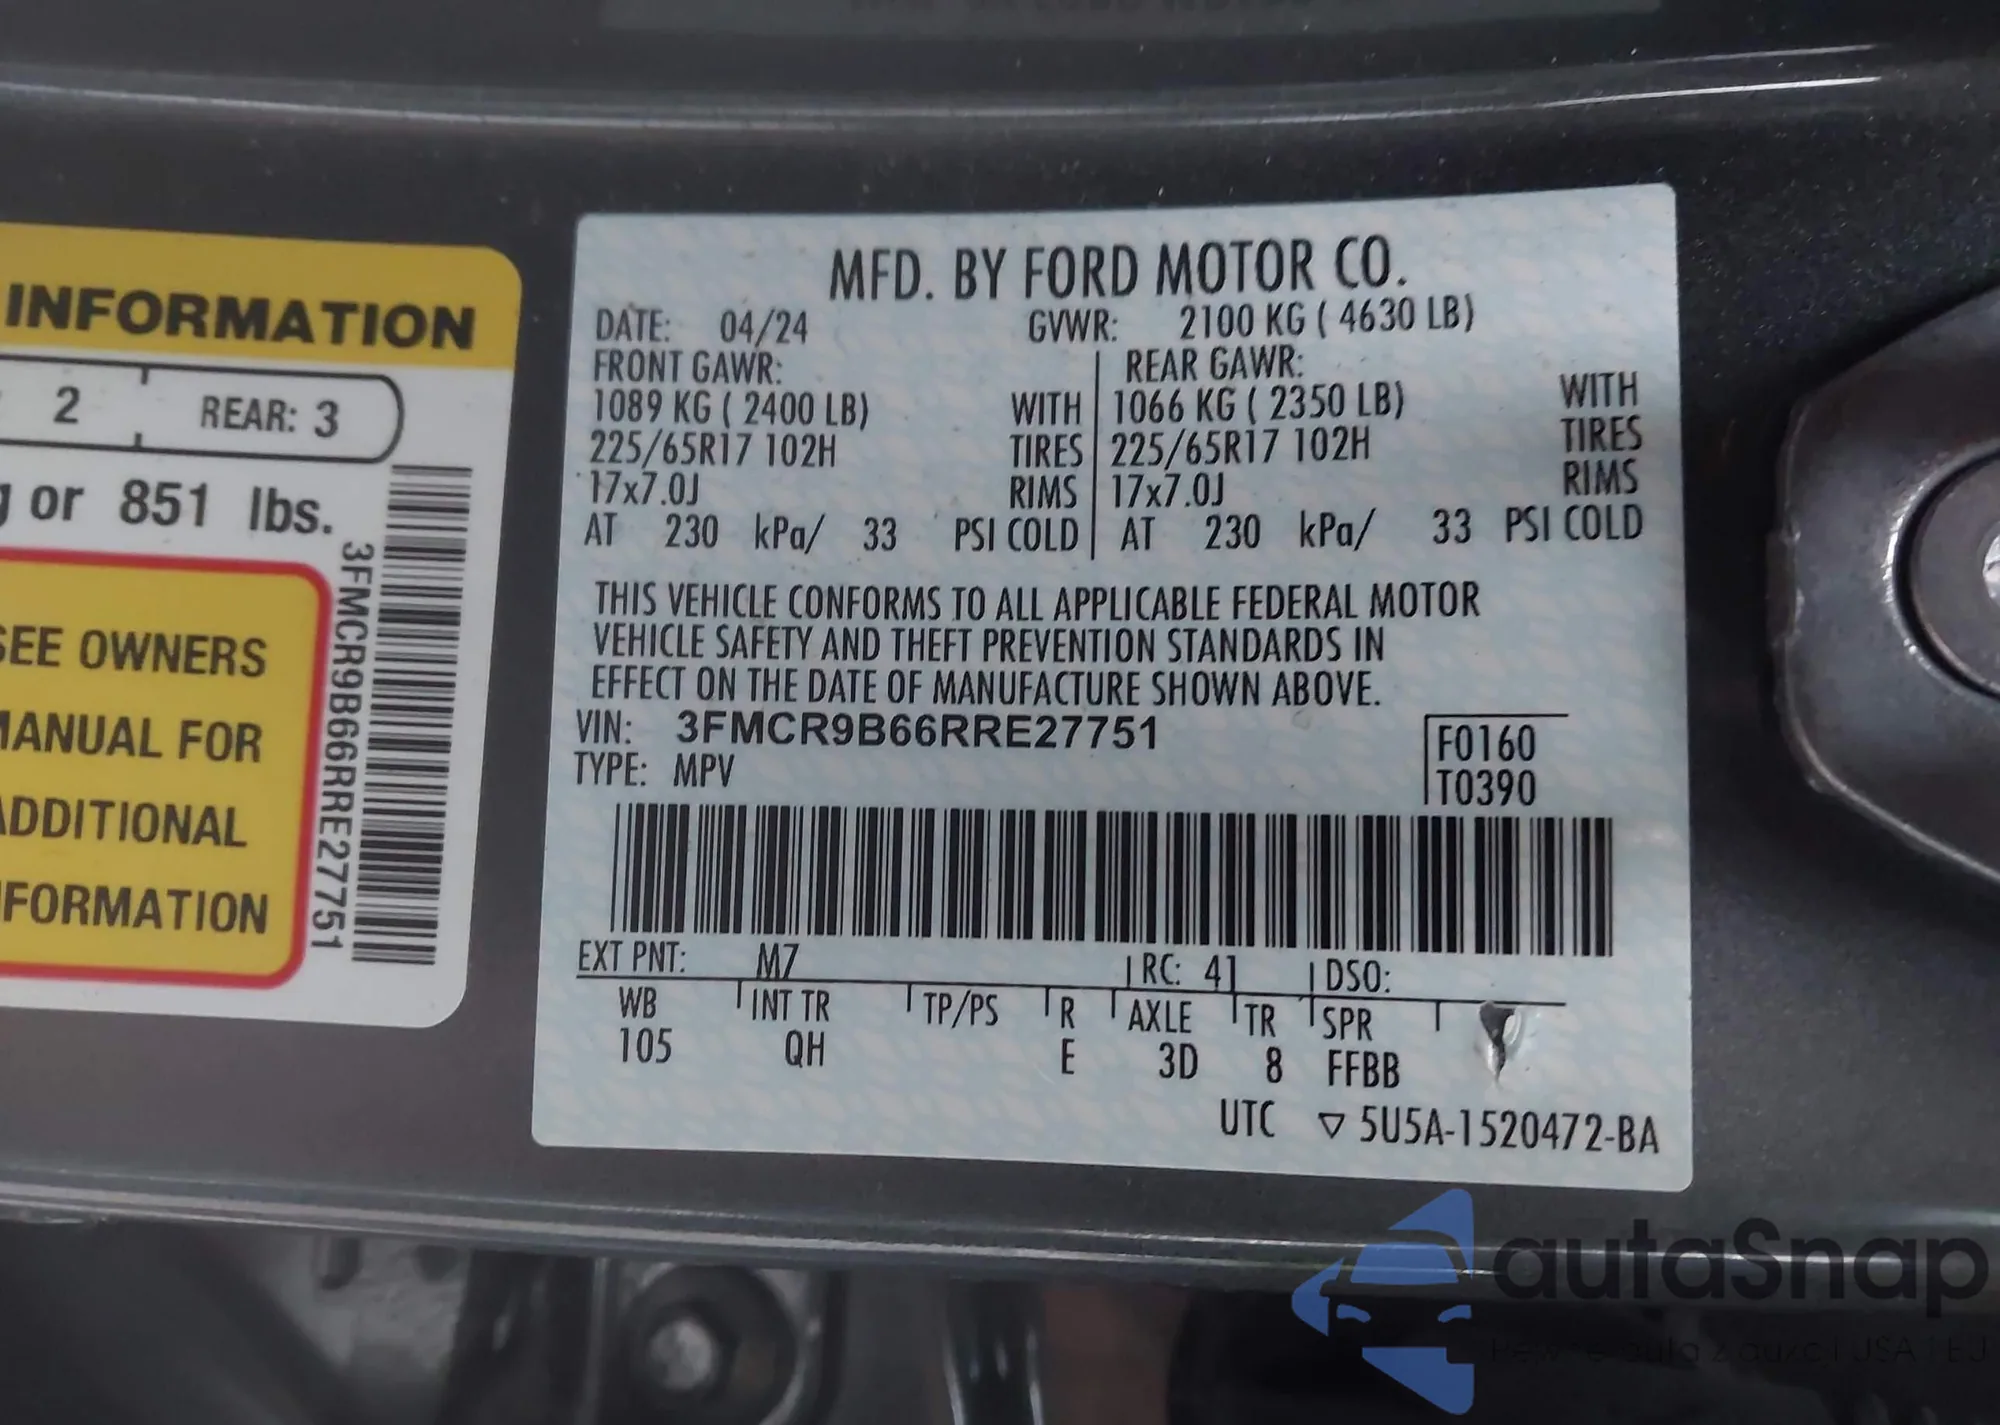 INFORMATION
2 REAR: 3
g or 851 lbs.
SEE OWNERS
MANUAL FOR
ADDITIONAL
INFORMATION
3FMCR9B66RRE27751
MFD. BY FORD MOTOR CO.
DATE: 04/24 GVWR: 2100 KG ( 4630 LB)
FRONT GAWR: REAR GAWR:
1089 KG ( 2400 LB) WITH 1066 KG ( 2350 LB) WITH
225/65R17 102H TIRES 225/65R17 102H TIRES
17x7.0J RIMS 17x7.0J RIMS
AT 230 kPa/ 33 PSI COLD AT 230 kPa/ 33 PSI COLD
THIS VEHICLE CONFORMS TO ALL APPLICABLE FEDERAL MOTOR
VEHICLE SAFETY AND THEFT PREVENTION STANDARDS IN
EFFECT ON THE DATE OF MANUFACTURE SHOWN ABOVE.
VIN: 3FMCR9B66RRE27751 F0160
TYPE: MPV T0390
EXT PNT: M7 RC: 41 DSO:
WB INT TR TP/PS R AXLE TR SPR
105 QH E 3D 8 FFBB
UTC ▽ 5U5A-1520472-BA
autaSnap